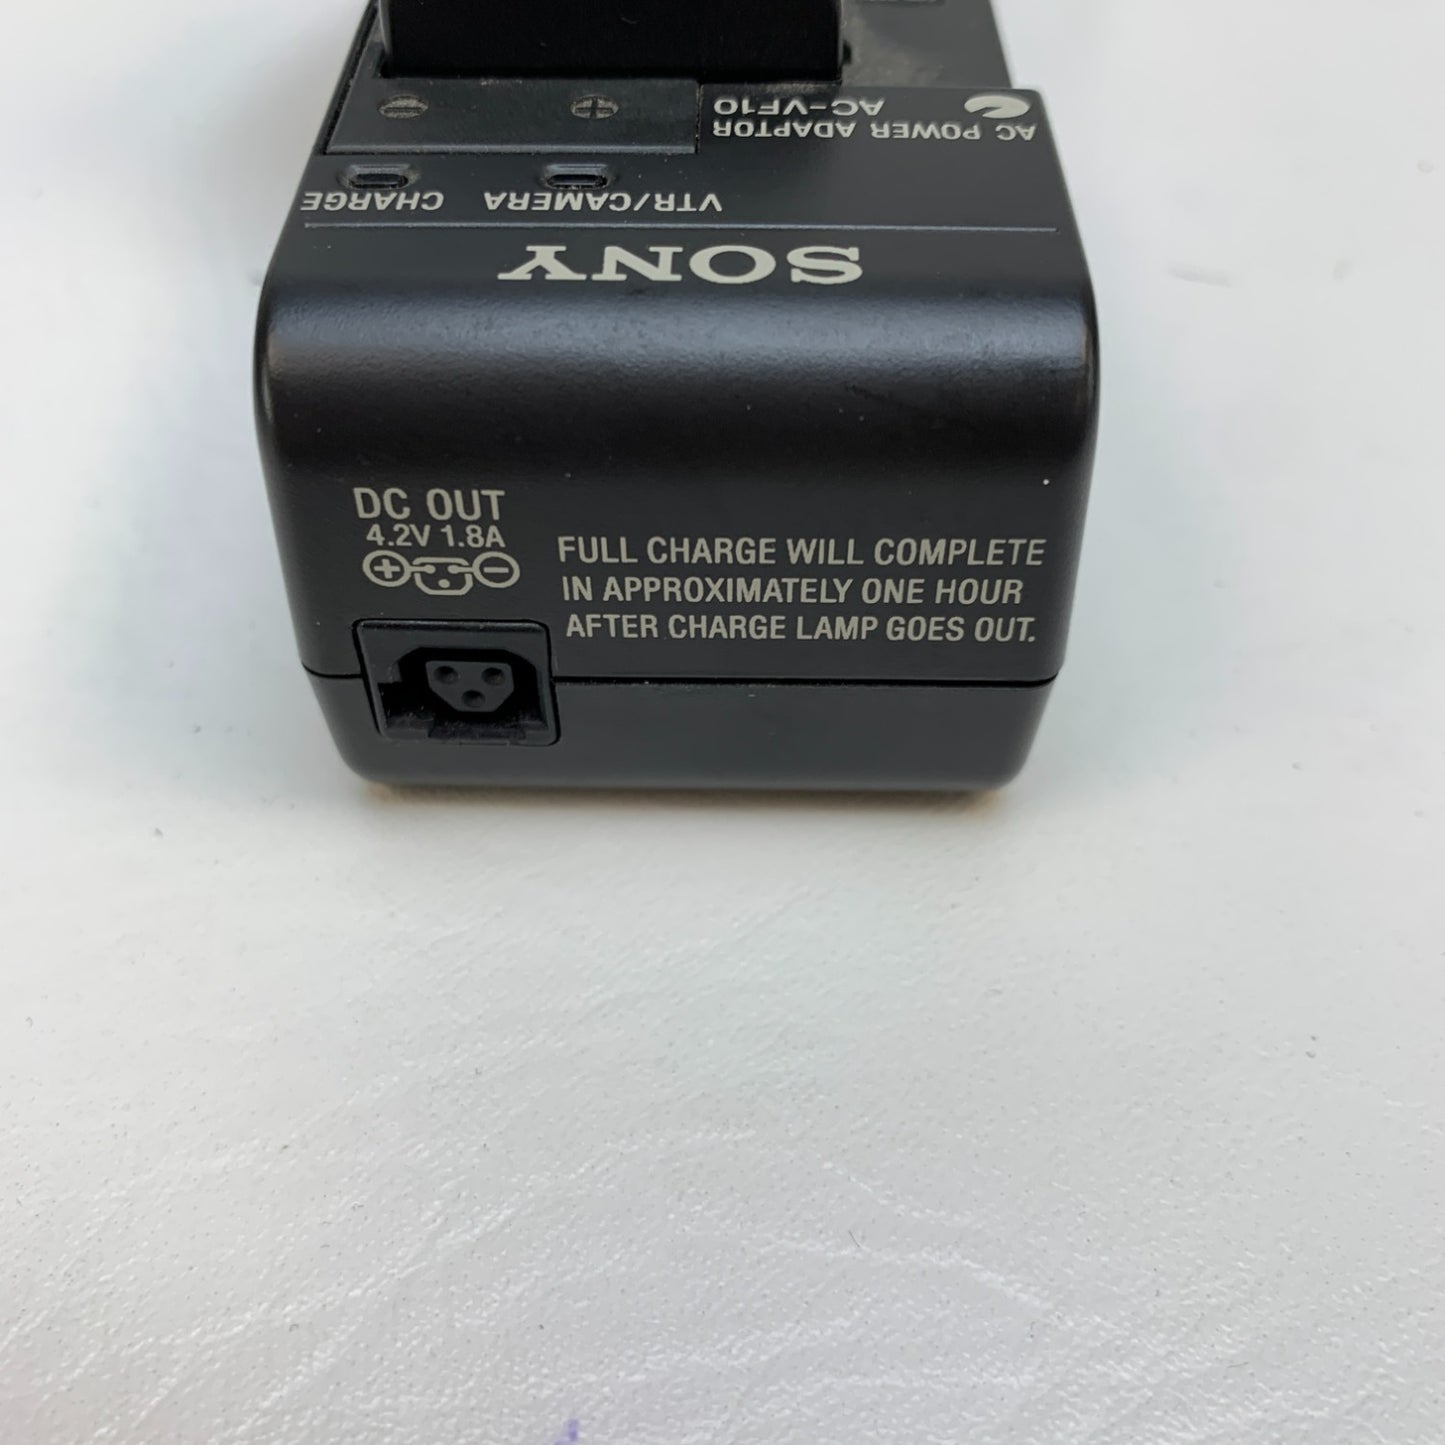 AC POWER ADAPTOR
AC-VF10
VTR/CAMERA
CHARGE
SONY
DC OUT
4.2V 1.8A
FULL CHARGE WILL COMPLETE
IN APPROXIMATELY ONE HOUR
AFTER CHARGE LAMP GOES OUT.